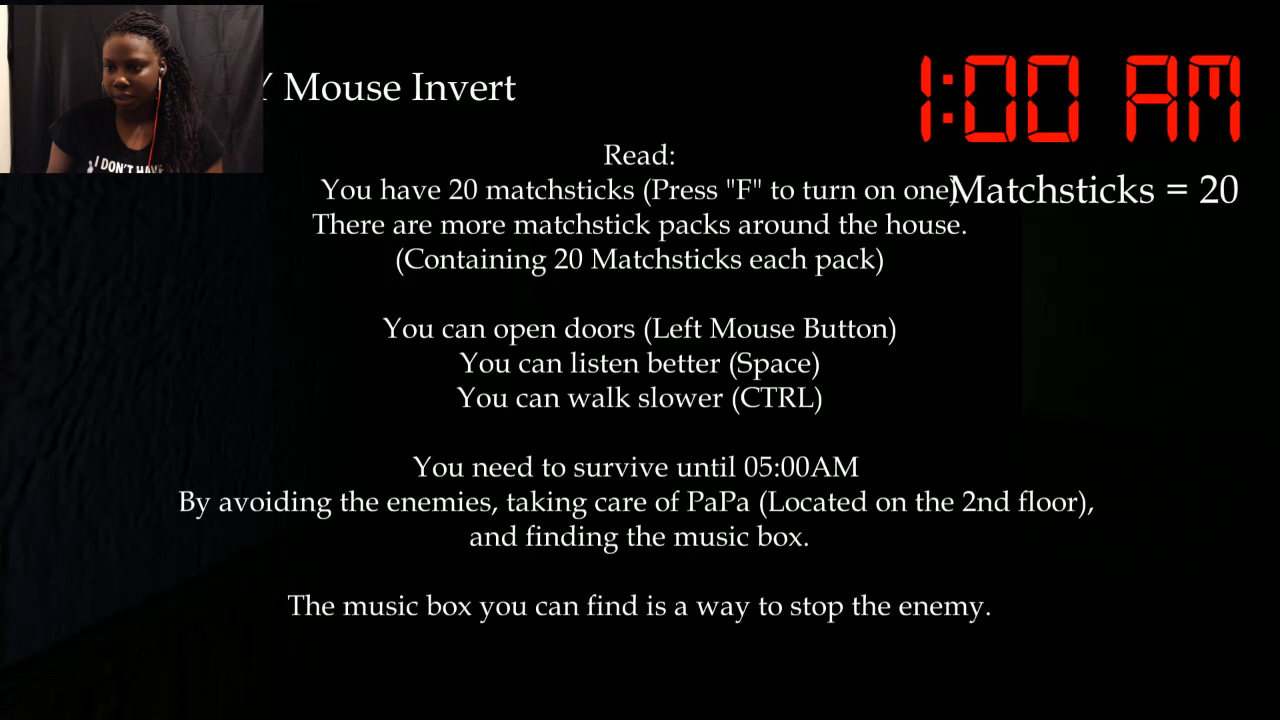 Y Mouse Invert
1:00 AM
Matchsticks = 20
Read:
You have 20 matchsticks (Press "F" to turn on one)
There are more matchstick packs around the house.
(Containing 20 Matchsticks each pack)
You can open doors (Left Mouse Button)
You can listen better (Space)
You can walk slower (CTRL)
You need to survive until 05:00AM
By avoiding the enemies, taking care of PaPa (Located on the 2nd floor),
and finding the music box.
The music box you can find is a way to stop the enemy.
I DON'T HAVE